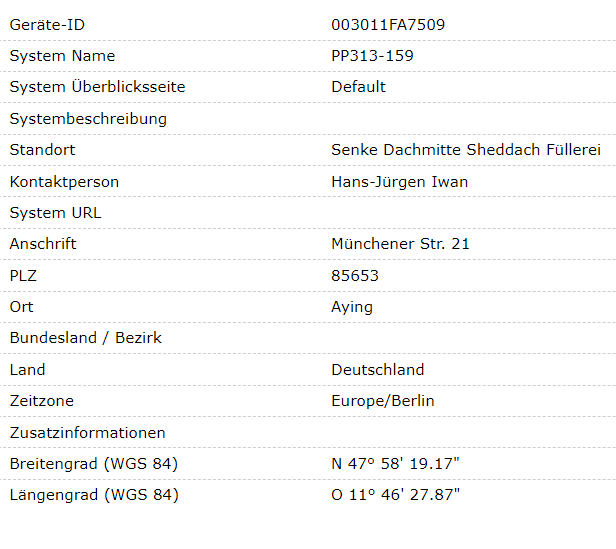 Geräte-ID 003011FA7509
System Name PP313-159
System Überblicksseite Default
Systembeschreibung
Standort Senke Dachmitte Sheddach Füllerei
Kontaktperson Hans-Jürgen Iwan
System URL
Anschrift Münchener Str. 21
PLZ 85653
Ort Aying
Bundesland / Bezirk
Land Deutschland
Zeitzone Europe/Berlin
Zusatzinformationen
Breitengrad (WGS 84) N 47° 58' 19.17"
Längengrad (WGS 84) O 11° 46' 27.87"